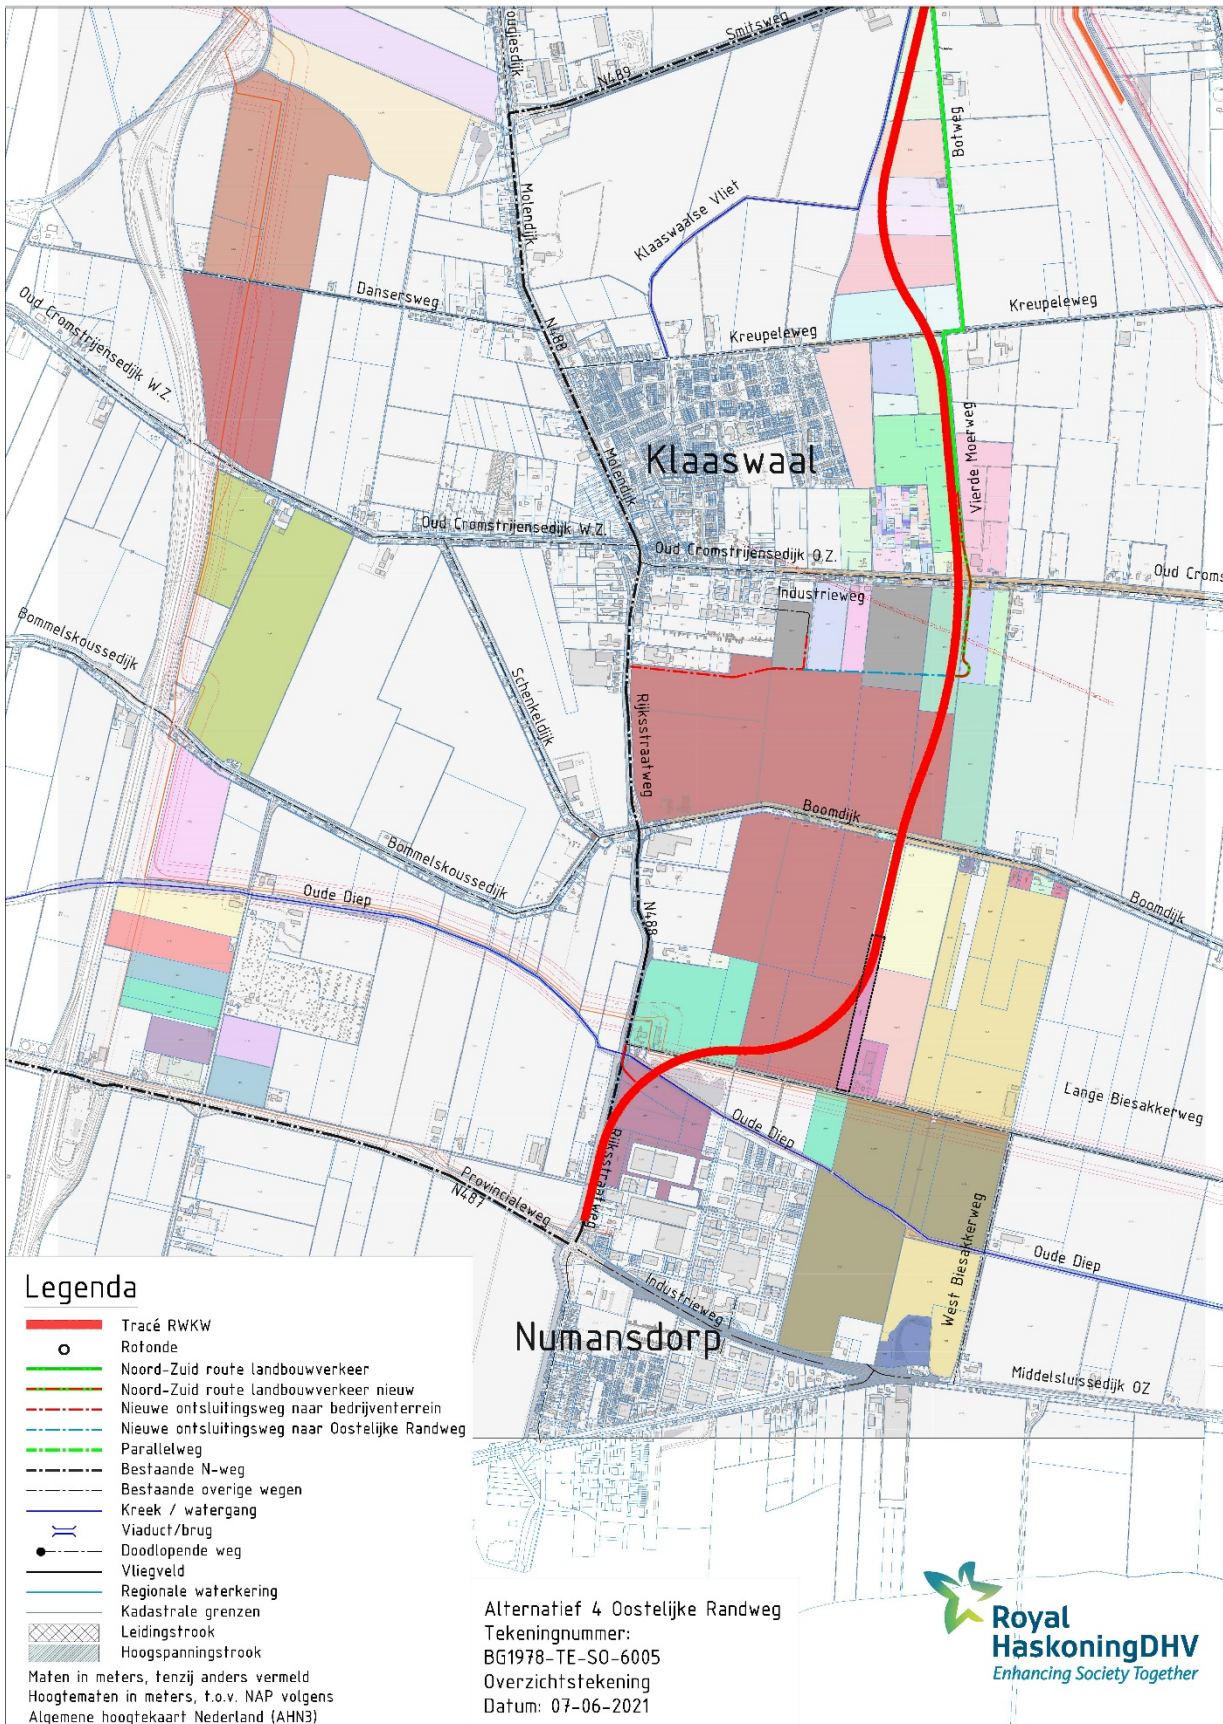 Smitsweg
N489
ougjesdijk
Botweg
Molendijk
Klaaswaalse Vliet
Dansersweg
Kreupeleweg
Kreupeleweg
Oud Cromstrijensedijk W.Z.
N488
Klaaswaal
Vierde Moerweg
Molendijk
Oud Cromstrijensedijk W.Z.
Oud Cromstrijensedijk O.Z.
Oud Croms
Industrieweg
Bommelskoussedijk
Schenkeldijk
Rijksstraatweg
Boomdijk
Bommelskoussedijk
Oude Diep
N488
Boomdijk
Lange Biesakkerweg
Oude Diep
Rijksstraatweg
Provincialeweg
N487
West Biesakkerweg
Oude Diep
Industrieweg
Numansdorp
Middelsluissedijk OZ
Legenda
Tracé RWKW
Rotonde
Noord-Zuid route landbouwverkeer
Noord-Zuid route landbouwverkeer nieuw
Nieuwe ontsluitingsweg naar bedrijventerrein
Nieuwe ontsluitingsweg naar Oostelijke Randweg
Parallelweg
Bestaande N-weg
Bestaande overige wegen
Kreek / watergang
Viaduct/brug
Doodlopende weg
Vliegveld
Regionale waterkering
Kadastrale grenzen
Leidingstrook
Hoogspanningstrook
Maten in meters, tenzij anders vermeld
Hoogtematen in meters, t.o.v. NAP volgens
Algemene hoogtekaart Nederland (AHN3)
Alternatief 4 Oostelijke Randweg
Tekeningnummer:
BG1978-TE-SO-6005
Overzichtstekening
Datum: 07-06-2021
Royal
HaskoningDHV
Enhancing Society Together